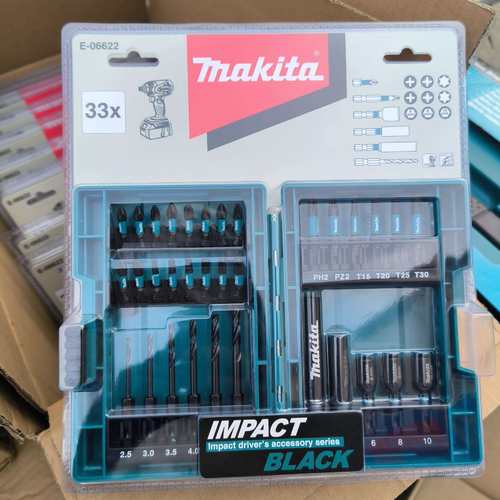 E-06622
makita
33x
PH2 PZ2 T15 T20 T25 T30
makita
IMPACT
Impact driver's accessory series
BLACK
2.5 3.0 3.5 4.0
6 8 10